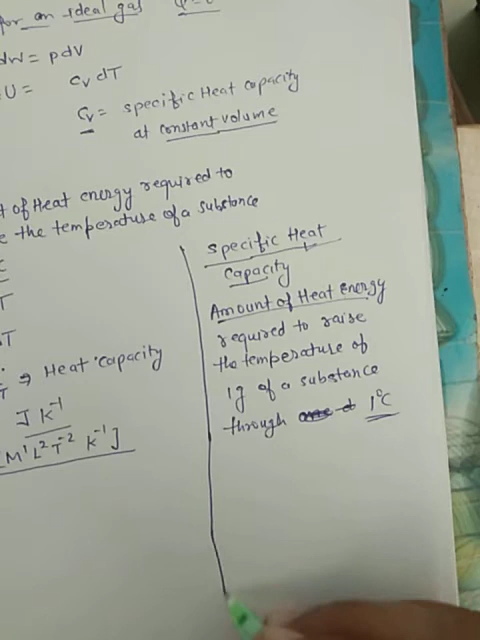 for an ideal gas
dW = pdV
U = Cv dT
Cv = specific Heat capacity
at constant volume
t of Heat energy required to
e the temperature of a substance
T
T
⇒ Heat capacity
J K⁻¹
[M¹L²T⁻² K⁻¹]
Specific Heat
Capacity
Amount of Heat energy
required to raise
the temperature of
1g of a substance
through 1°C